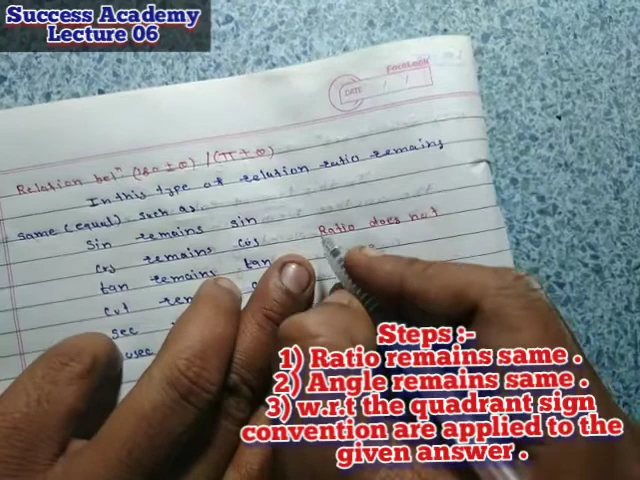 Success Academy
Lecture 06
DATE / /
Relation betn (180 ± θ) / (π ± θ)
In this type of relation ratio remains
same (equal) such as
sin remains sin
cos remains cos
Ratio does not
tan remains tan
cot
sec
Steps :-
1) Ratio remains same .
2) Angle remains same .
3) w.r.t the quadrant sign
convention are applied to the
given answer .